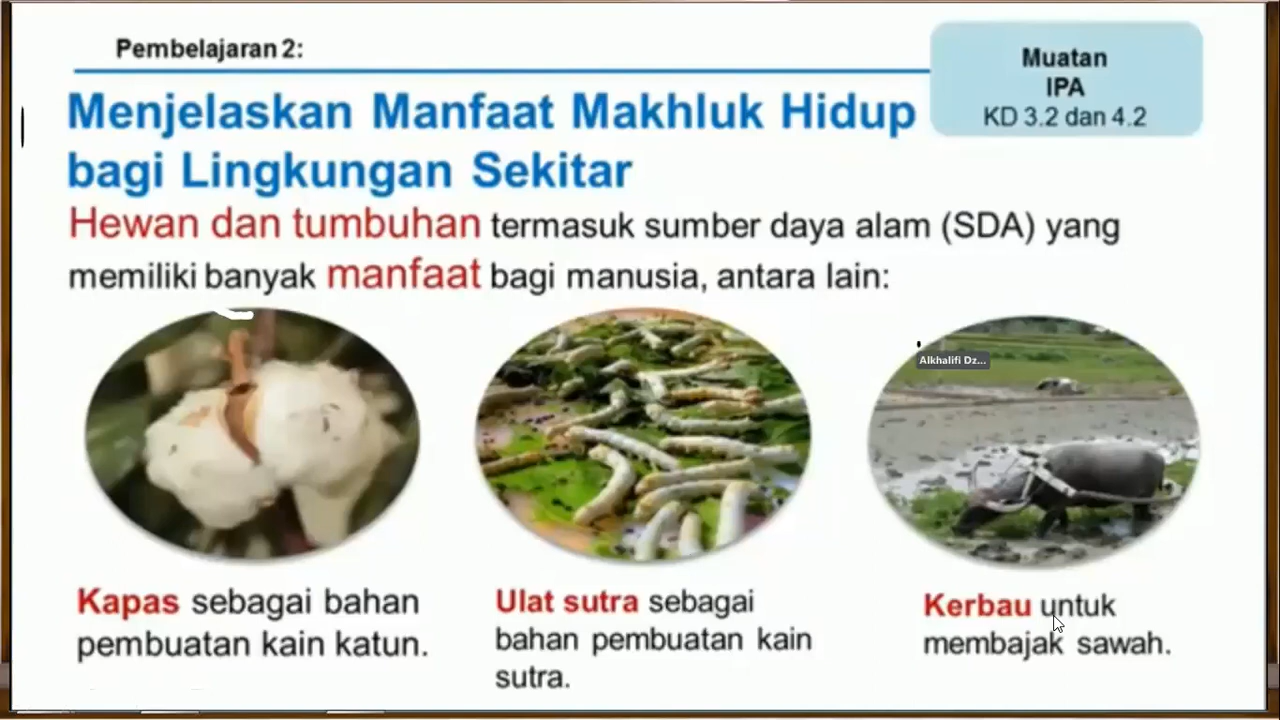 Pembelajaran 2:
Muatan
IPA
KD 3.2 dan 4.2
Menjelaskan Manfaat Makhluk Hidup
bagi Lingkungan Sekitar
Hewan dan tumbuhan termasuk sumber daya alam (SDA) yang
memiliki banyak manfaat bagi manusia, antara lain:
Alkhalifi Dz...
Kapas sebagai bahan
pembuatan kain katun.
Ulat sutra sebagai
bahan pembuatan kain
sutra.
Kerbau untuk
membajak sawah.